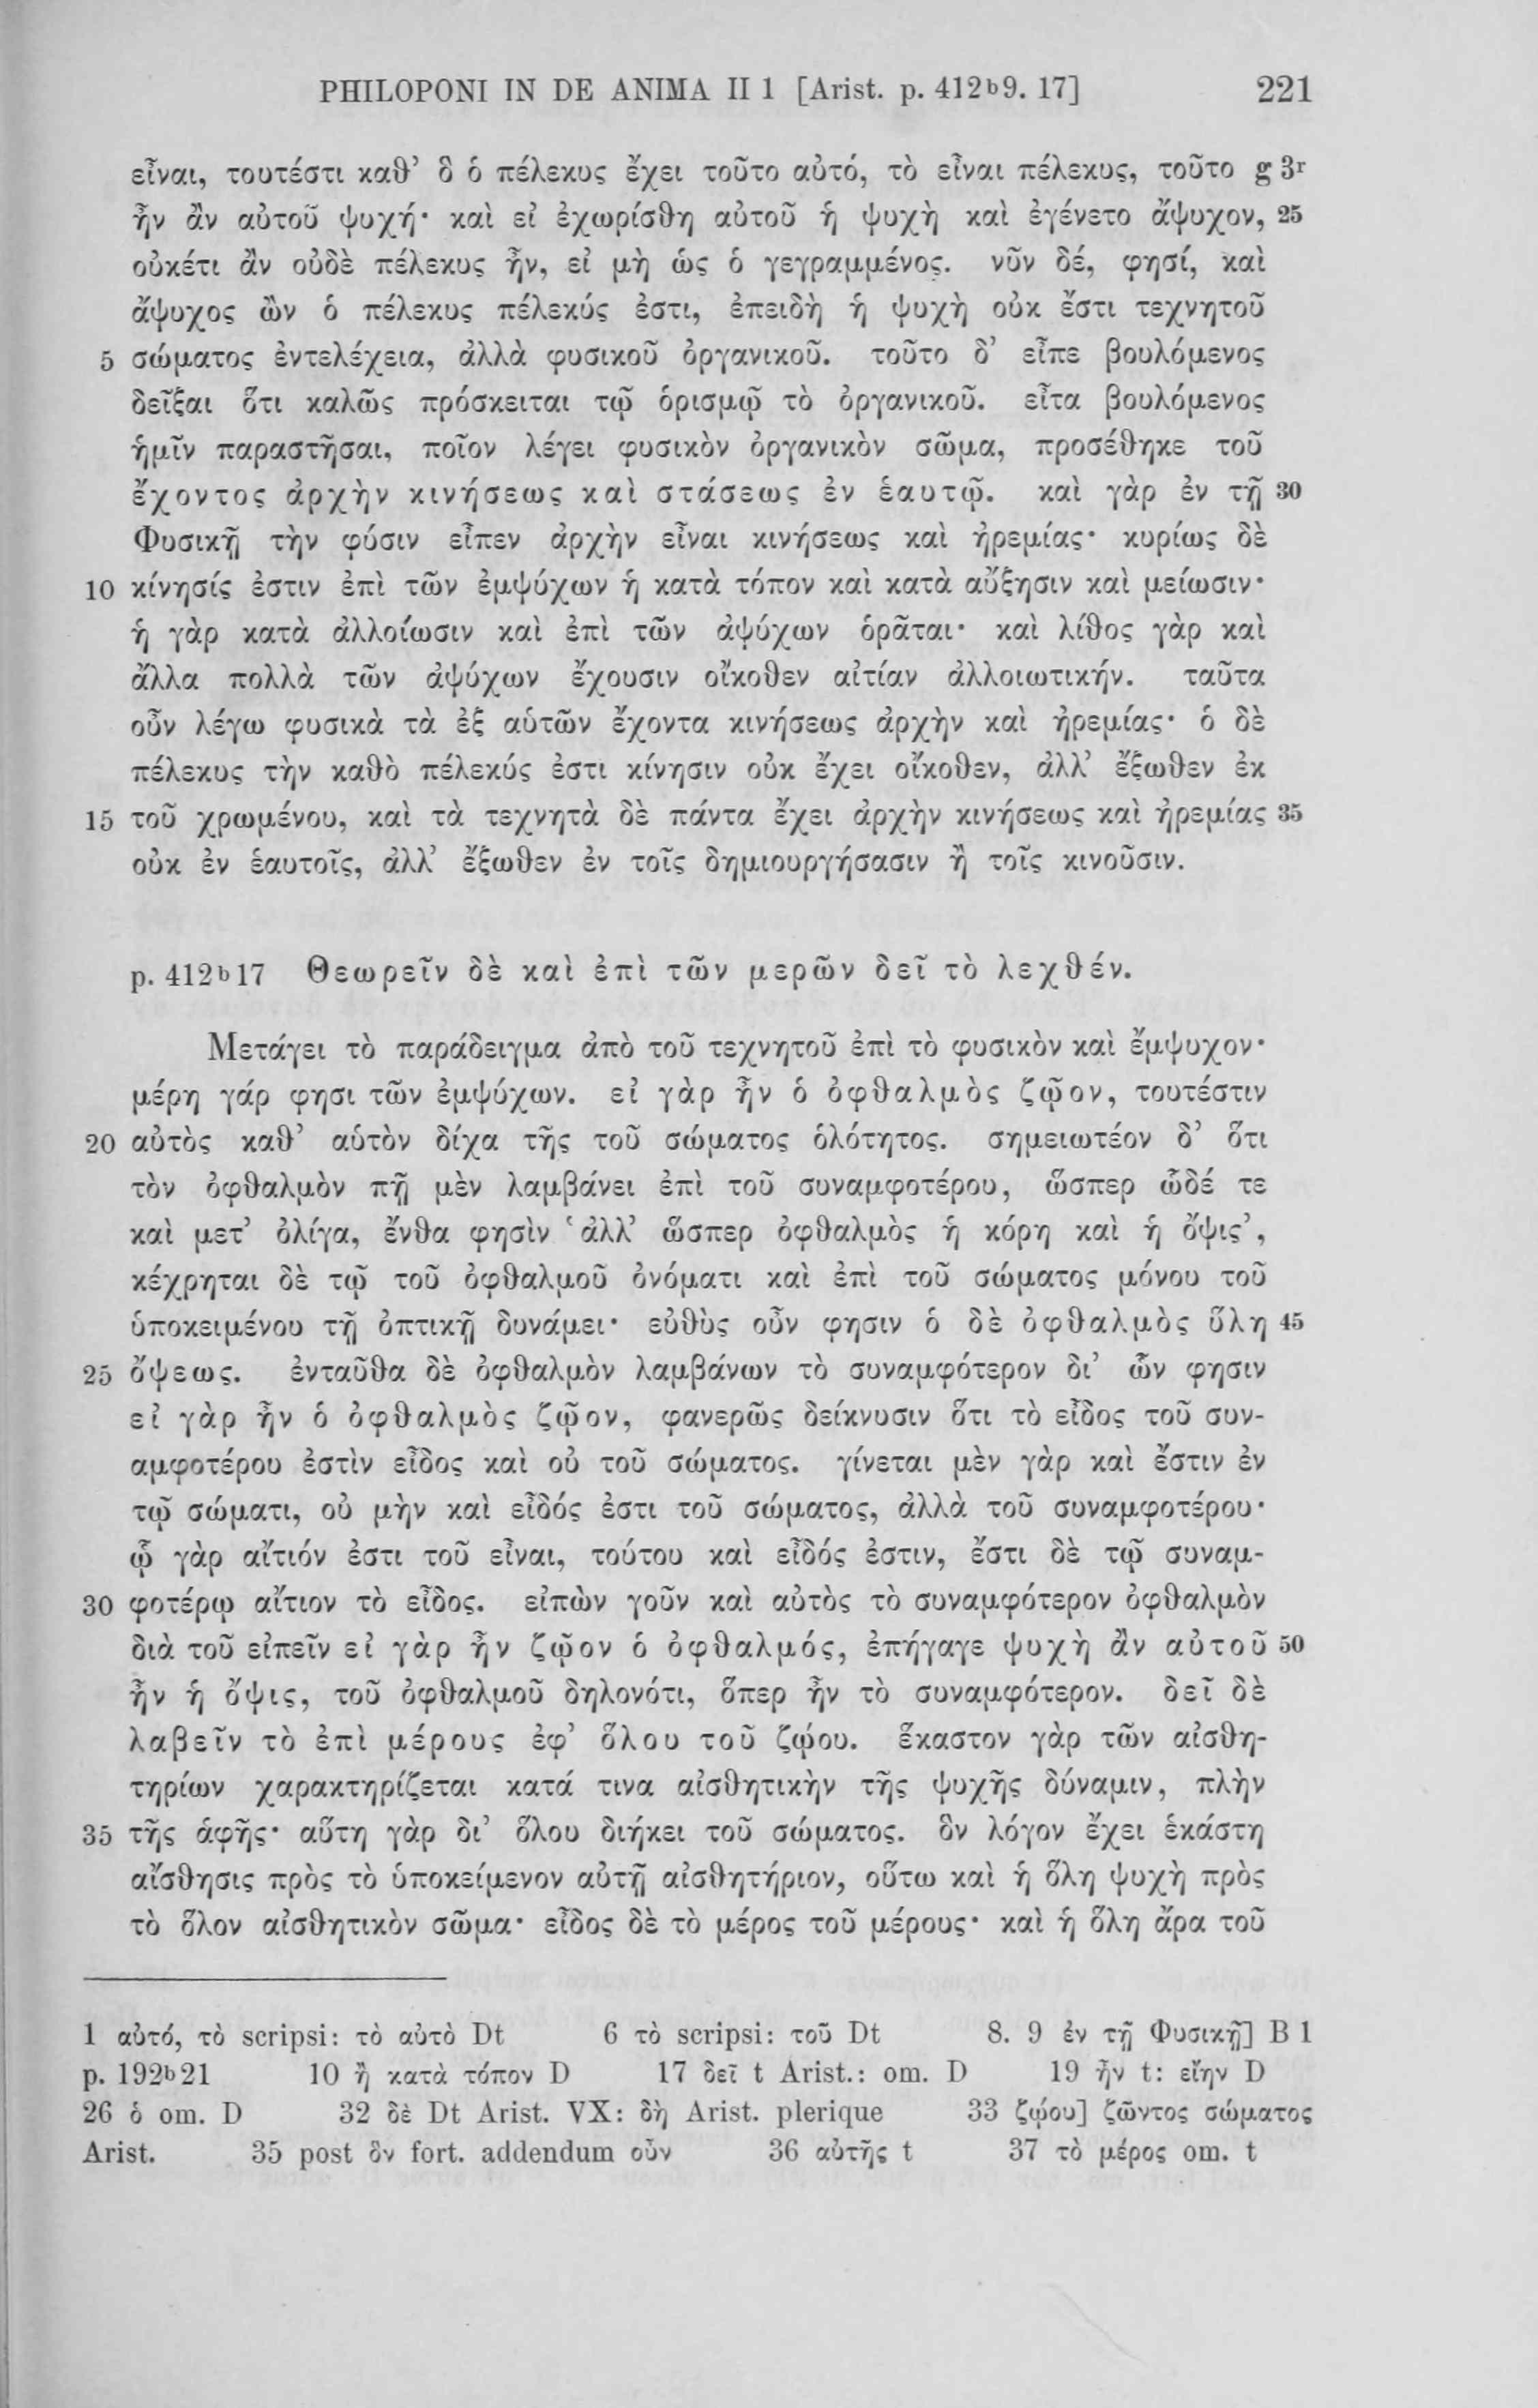 PHILOPONI IN DE ANIMA II 1 [Arist. p. 412b9. 17] 221
εἶναι, τουτέστι καθ’ ὃ ὁ πέλεκυς ἔχει τοῦτο αὐτό, τὸ εἶναι πέλεκυς, τοῦτο g 3r
ἦν ἂν αὐτοῦ ψυχή· καὶ εἰ ἐχωρίσθη αὐτοῦ ἡ ψυχὴ καὶ ἐγένετο ἄψυχον, 25
οὐκέτι ἂν οὐδὲ πέλεκυς ἦν, εἰ μὴ ὡς ὁ γεγραμμένος. νῦν δέ, φησί, καὶ
ἄψυχος ὢν ὁ πέλεκυς πέλεκύς ἐστι, ἐπειδὴ ἡ ψυχὴ οὐκ ἔστι τεχνητοῦ
5 σώματος ἐντελέχεια, ἀλλὰ φυσικοῦ ὀργανικοῦ. τοῦτο δ’ εἶπε βουλόμενος
δεῖξαι ὅτι καλῶς πρόσκειται τῷ ὁρισμῷ τὸ ὀργανικοῦ. εἶτα βουλόμενος
ἡμῖν παραστῆσαι, ποῖον λέγει φυσικὸν ὀργανικὸν σῶμα, προσέθηκε τοῦ
ἔχοντος ἀρχὴν κινήσεως καὶ στάσεως ἐν ἑαυτῷ. καὶ γὰρ ἐν τῇ 30
Φυσικῇ τὴν φύσιν εἶπεν ἀρχὴν εἶναι κινήσεως καὶ ἠρεμίας· κυρίως δὲ
10 κίνησίς ἐστιν ἐπὶ τῶν ἐμψύχων ἡ κατὰ τόπον καὶ κατὰ αὔξησιν καὶ μείωσιν·
ἡ γὰρ κατὰ ἀλλοίωσιν καὶ ἐπὶ τῶν ἀψύχων ὁρᾶται· καὶ λίθος γὰρ καὶ
ἄλλα πολλὰ τῶν ἀψύχων ἔχουσιν οἴκοθεν αἰτίαν ἀλλοιωτικήν. ταῦτα
οὖν λέγω φυσικὰ τὰ ἐξ αὑτῶν ἔχοντα κινήσεως ἀρχὴν καὶ ἠρεμίας· ὁ δὲ
πέλεκυς τὴν καθὸ πέλεκύς ἐστι κίνησιν οὐκ ἔχει οἴκοθεν, ἀλλ’ ἔξωθεν ἐκ
15 τοῦ χρωμένου, καὶ τὰ τεχνητὰ δὲ πάντα ἔχει ἀρχὴν κινήσεως καὶ ἠρεμίας 35
οὐκ ἐν ἑαυτοῖς, ἀλλ’ ἔξωθεν ἐν τοῖς δημιουργήσασιν ἢ τοῖς κινοῦσιν.
p. 412b17 Θεωρεῖν δὲ καὶ ἐπὶ τῶν μερῶν δεῖ τὸ λεχθέν.
Μετάγει τὸ παράδειγμα ἀπὸ τοῦ τεχνητοῦ ἐπὶ τὸ φυσικὸν καὶ ἔμψυχον·
μέρη γάρ φησι τῶν ἐμψύχων. εἰ γὰρ ἦν ὁ ὀφθαλμὸς ζῷον, τουτέστιν
20 αὐτὸς καθ’ αὑτὸν δίχα τῆς τοῦ σώματος ὁλότητος. σημειωτέον δ’ ὅτι
τὸν ὀφθαλμὸν πῇ μὲν λαμβάνει ἐπὶ τοῦ συναμφοτέρου, ὥσπερ ὧδέ τε
καὶ μετ’ ὀλίγα, ἔνθα φησὶν ‘ἀλλ’ ὥσπερ ὀφθαλμὸς ἡ κόρη καὶ ἡ ὄψις’,
κέχρηται δὲ τῷ τοῦ ὀφθαλμοῦ ὀνόματι καὶ ἐπὶ τοῦ σώματος μόνου τοῦ
ὑποκειμένου τῇ ὀπτικῇ δυνάμει· εὐθὺς οὖν φησιν ὁ δὲ ὀφθαλμὸς ὕλη 45
25 ὄψεως. ἐνταῦθα δὲ ὀφθαλμὸν λαμβάνων τὸ συναμφότερον δι’ ὧν φησιν
εἰ γὰρ ἦν ὁ ὀφθαλμὸς ζῷον, φανερῶς δείκνυσιν ὅτι τὸ εἶδος τοῦ συν-
αμφοτέρου ἐστὶν εἶδος καὶ οὐ τοῦ σώματος. γίνεται μὲν γὰρ καὶ ἔστιν ἐν
τῷ σώματι, οὐ μὴν καὶ εἶδός ἐστι τοῦ σώματος, ἀλλὰ τοῦ συναμφοτέρου·
ᾧ γὰρ αἴτιόν ἐστι τοῦ εἶναι, τούτου καὶ εἶδός ἐστιν, ἔστι δὲ τῷ συναμ-
30 φοτέρῳ αἴτιον τὸ εἶδος. εἰπὼν γοῦν καὶ αὐτὸς τὸ συναμφότερον ὀφθαλμὸν
διὰ τοῦ εἰπεῖν εἰ γὰρ ἦν ζῷον ὁ ὀφθαλμός, ἐπήγαγε ψυχὴ ἂν αὐτοῦ 50
ἦν ἡ ὄψις, τοῦ ὀφθαλμοῦ δηλονότι, ὅπερ ἦν τὸ συναμφότερον. δεῖ δὲ
λαβεῖν τὸ ἐπὶ μέρους ἐφ’ ὅλου τοῦ ζῴου. ἕκαστον γὰρ τῶν αἰσθη-
τηρίων χαρακτηρίζεται κατά τινα αἰσθητικὴν τῆς ψυχῆς δύναμιν, πλὴν
35 τῆς ἁφῆς· αὕτη γὰρ δι’ ὅλου διήκει τοῦ σώματος. ὃν λόγον ἔχει ἑκάστη
αἴσθησις πρὸς τὸ ὑποκείμενον αὐτῇ αἰσθητήριον, οὕτω καὶ ἡ ὅλη ψυχὴ πρὸς
τὸ ὅλον αἰσθητικὸν σῶμα· εἶδος δὲ τὸ μέρος τοῦ μέρους· καὶ ἡ ὅλη ἄρα τοῦ
1 αὐτό, τὸ scripsi: τὸ αὐτὸ Dt 6 τὸ scripsi: τοῦ Dt 8. 9 ἐν τῇ Φυσικῇ] B 1
p. 192b21 10 ἢ κατὰ τόπον D 17 δεῖ t Arist.: om. D 19 ἦν t: εἴην D
26 ὁ om. D 32 δὲ Dt Arist. VX: δὴ Arist. plerique 33 ζῴου] ζῶντος σώματος
Arist. 35 post ὃν fort. addendum οὖν 36 αὐτῆς t 37 τὸ μέρος om. t